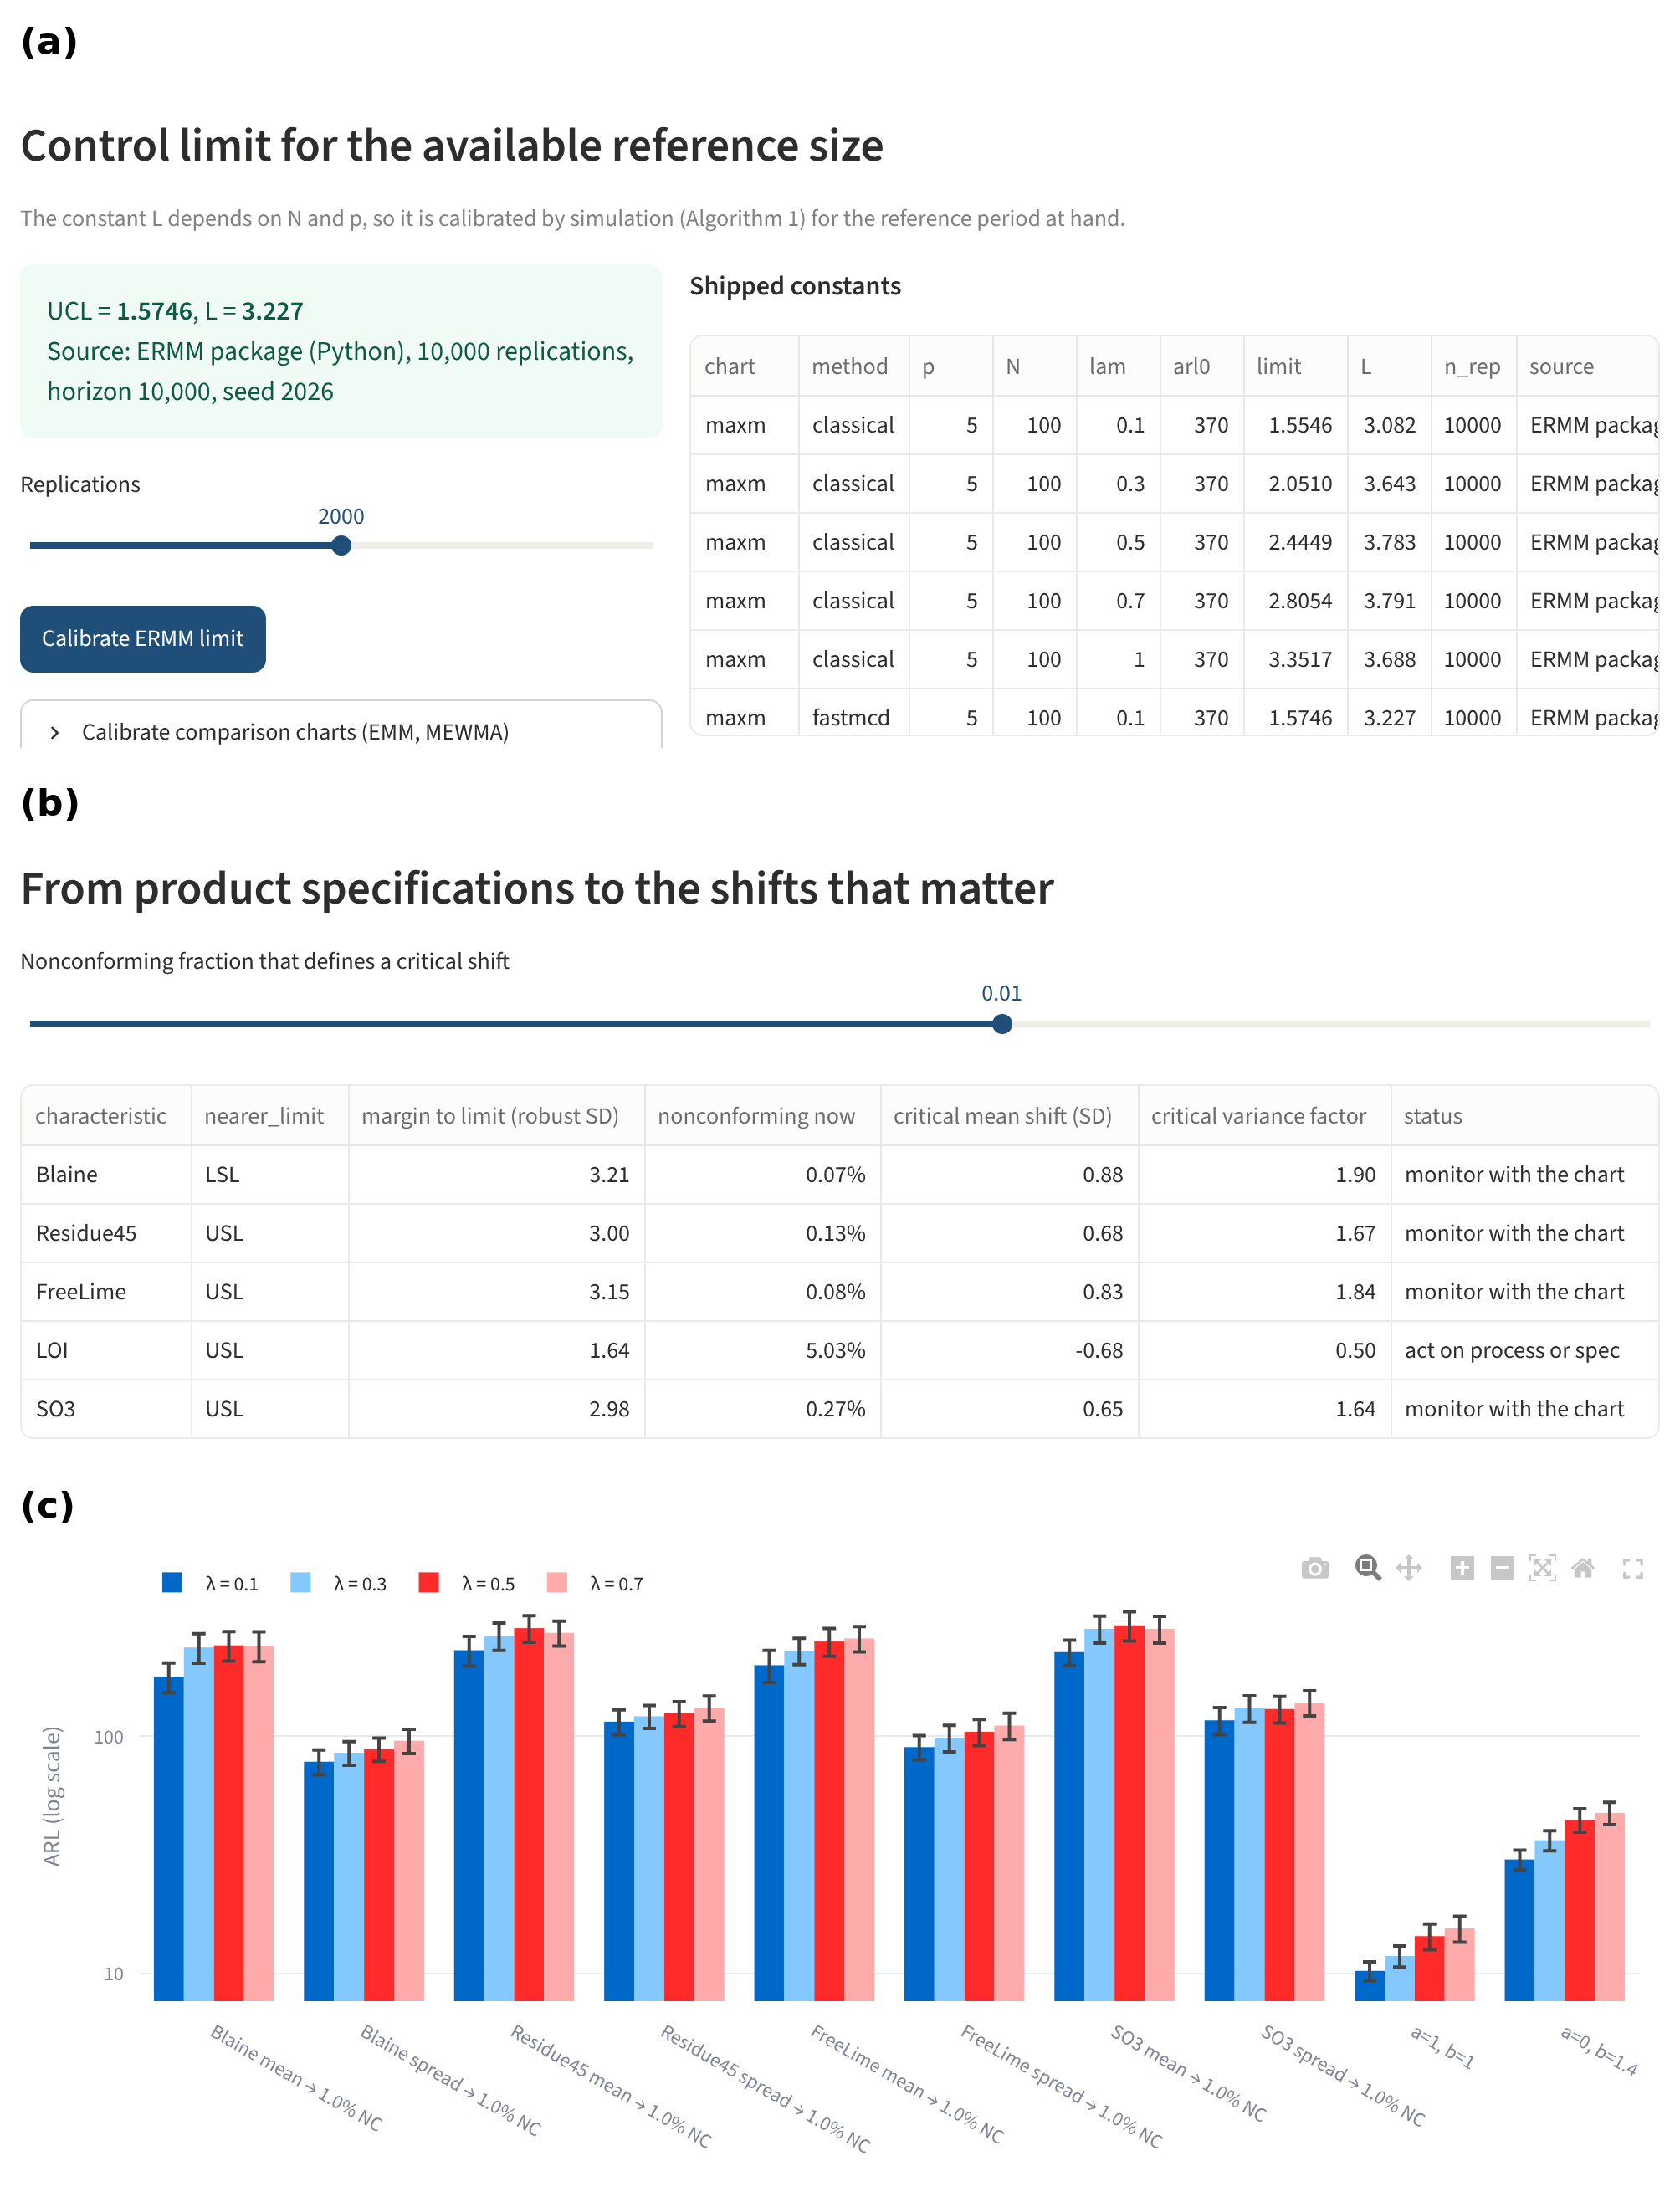 (a)
Control limit for the available reference size
The constant L depends on N and p, so it is calibrated by simulation (Algorithm 1) for the reference period at hand.
UCL = 1.5746, L = 3.227
Source: ERMM package (Python), 10,000 replications,
horizon 10,000, seed 2026
Replications
2000
Calibrate ERMM limit
Calibrate comparison charts (EMM, MEWMA)
Shipped constants
chart method p N lam arl0 limit L n_rep source
maxm classical 5 100 0.1 370 1.5546 3.082 10000 ERMM packag
maxm classical 5 100 0.3 370 2.0510 3.643 10000 ERMM packag
maxm classical 5 100 0.5 370 2.4449 3.783 10000 ERMM packag
maxm classical 5 100 0.7 370 2.8054 3.791 10000 ERMM packag
maxm classical 5 100 1 370 3.3517 3.688 10000 ERMM packag
maxm fastmcd 5 100 0.1 370 1.5746 3.227 10000 ERMM packag
(b)
From product specifications to the shifts that matter
Nonconforming fraction that defines a critical shift
0.01
characteristic nearer_limit margin to limit (robust SD) nonconforming now critical mean shift (SD) critical variance factor status
Blaine LSL 3.21 0.07% 0.88 1.90 monitor with the chart
Residue45 USL 3.00 0.13% 0.68 1.67 monitor with the chart
FreeLime USL 3.15 0.08% 0.83 1.84 monitor with the chart
LOI USL 1.64 5.03% -0.68 0.50 act on process or spec
SO3 USL 2.98 0.27% 0.65 1.64 monitor with the chart
(c)
λ = 0.1 λ = 0.3 λ = 0.5 λ = 0.7
ARL (log scale)
100
10
Blaine mean → 1.0% NC
Blaine spread → 1.0% NC
Residue45 mean → 1.0% NC
Residue45 spread → 1.0% NC
FreeLime mean → 1.0% NC
FreeLime spread → 1.0% NC
SO3 mean → 1.0% NC
SO3 spread → 1.0% NC
a=1, b=1
a=0, b=1.4